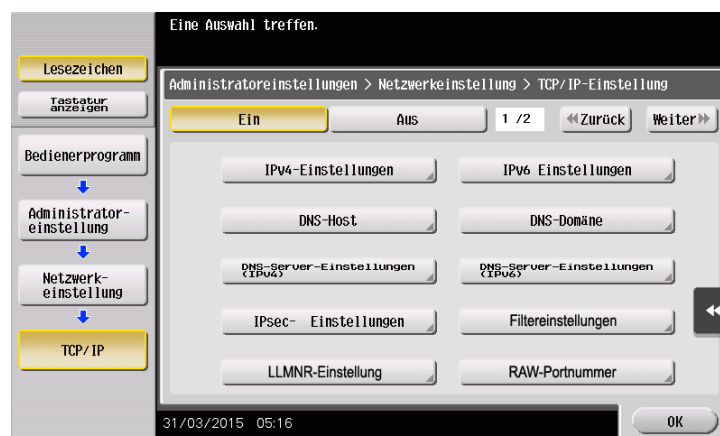 Eine Auswahl treffen.
Lesezeichen
Tastatur
anzeigen
Bedienerprogramm
Administrator-
einstellung
Netzwerk-
einstellung
TCP/IP
Administratoreinstellungen > Netzwerkeinstellung > TCP/IP-Einstellung
Ein Aus 1 /2 Zurück Weiter
IPv4-Einstellungen IPv6 Einstellungen
DNS-Host DNS-Domäne
DNS-Server-Einstellungen
(IPv4)
DNS-Server-Einstellungen
(IPv6)
IPsec- Einstellungen Filtereinstellungen
LLMNR-Einstellung RAW-Portnummer
31/03/2015 05:16 OK